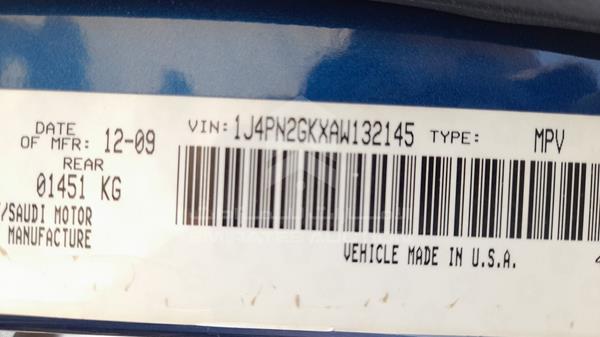 DATE
OF MFR: 12-09
VIN: 1J4PN2GKXAW132145 TYPE: MPV
REAR
01451 KG
/SAUDI MOTOR
MANUFACTURE
VEHICLE MADE IN U.S.A.